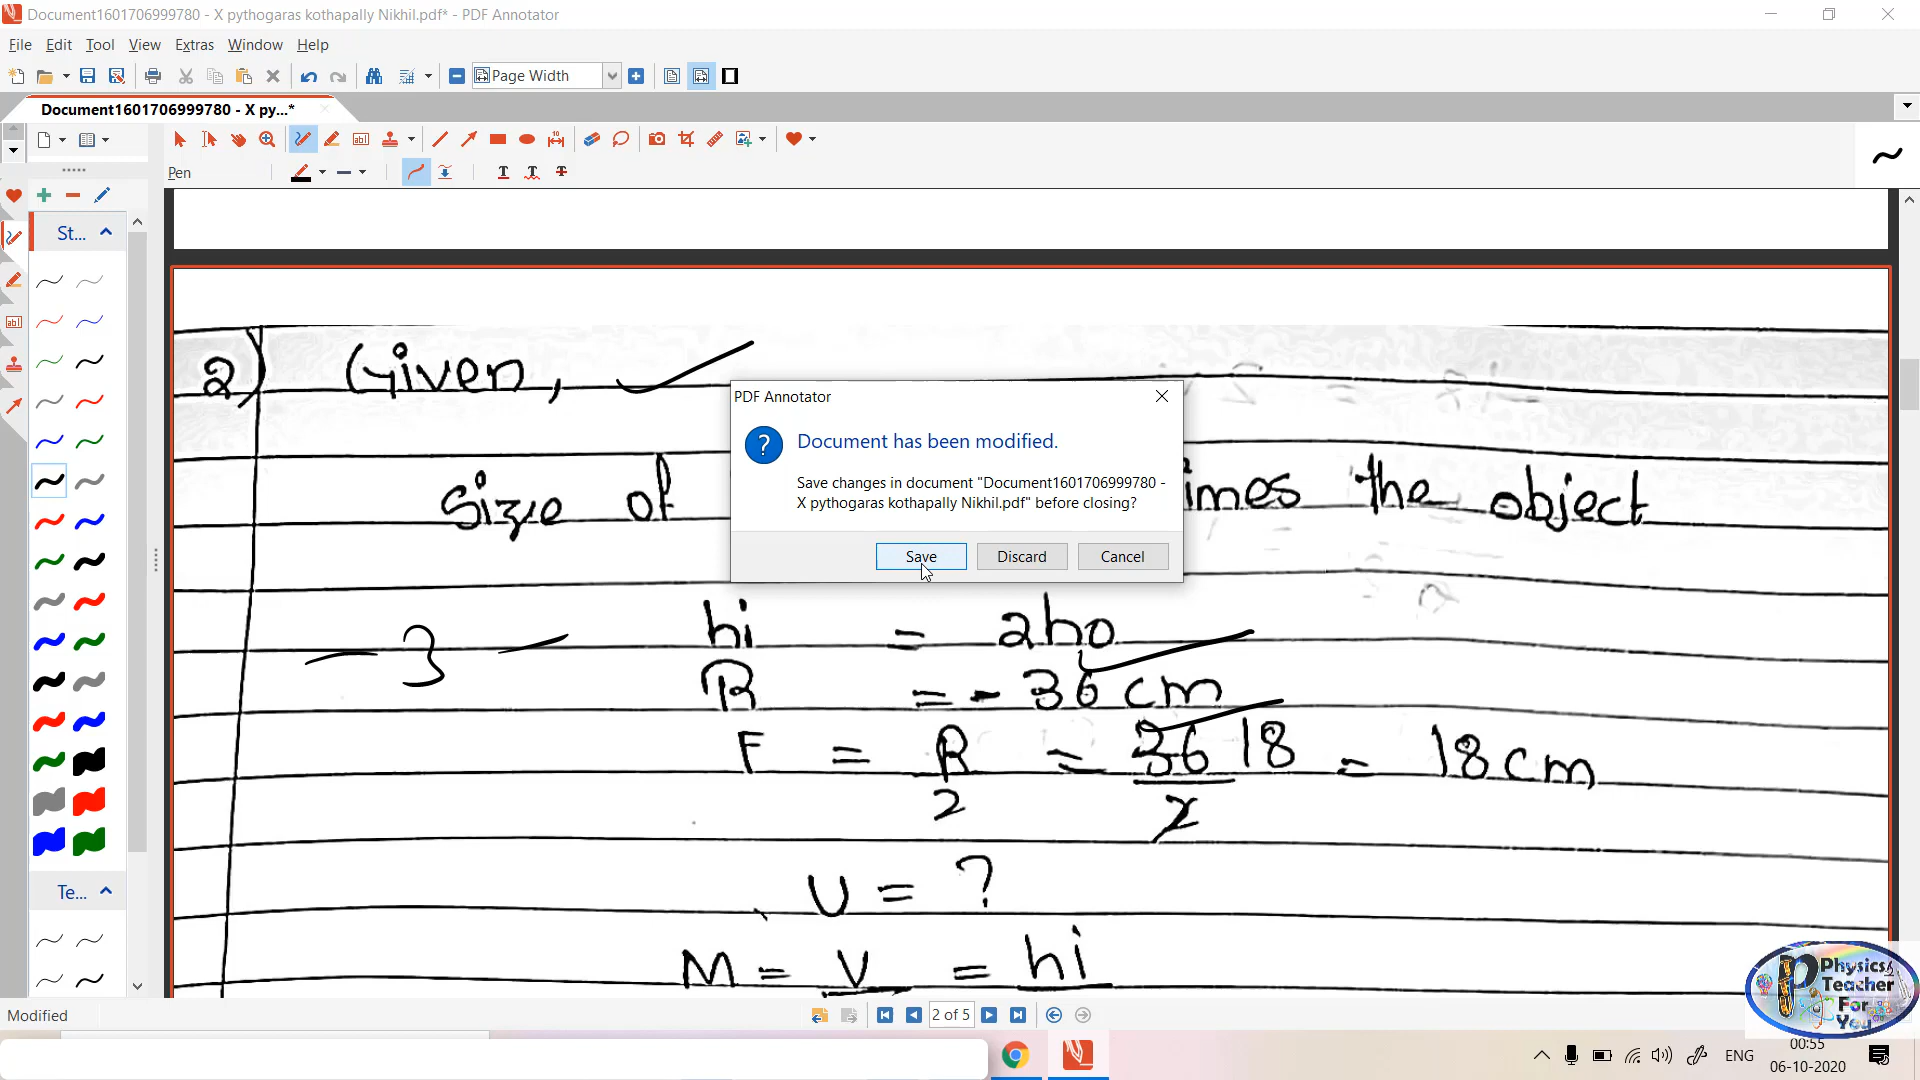 Document1601706999780 - X pythogaras kothapally Nikhil.pdf* - PDF Annotator
File Edit Tool View Extras Window Help
Page Width
Document1601706999780 - X py...*
Pen
St...
2) Given,
PDF Annotator
Document has been modified.
Save changes in document "Document1601706999780 -
X pythogaras kothapally Nikhil.pdf" before closing?
Save Discard Cancel
Size of imes the object
3 hi = 2ho
R = - 36 cm
F = R/2 = 36/2 18 = 18 cm
U = ?
Te...
M = V = hi
Modified
2 of 5
Physics
Teacher
For
You
ENG
00:55
06-10-2020